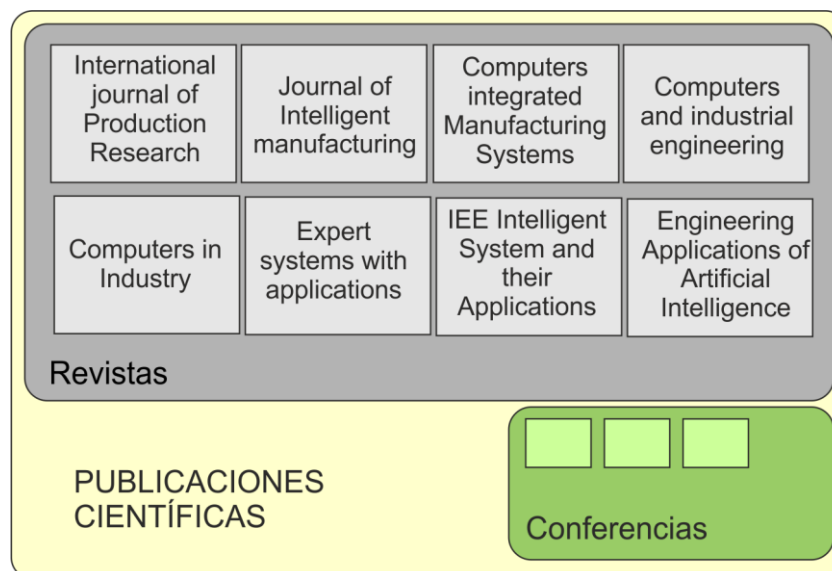 International
journal of
Production
Research
Journal of
Intelligent
manufacturing
Computers
integrated
Manufacturing
Systems
Computers
and industrial
engineering
Computers in
Industry
Expert
systems with
applications
IEE Intelligent
System and
their
Applications
Engineering
Applications of
Artificial
Intelligence
Revistas
PUBLICACIONES
CIENTÍFICAS
Conferencias